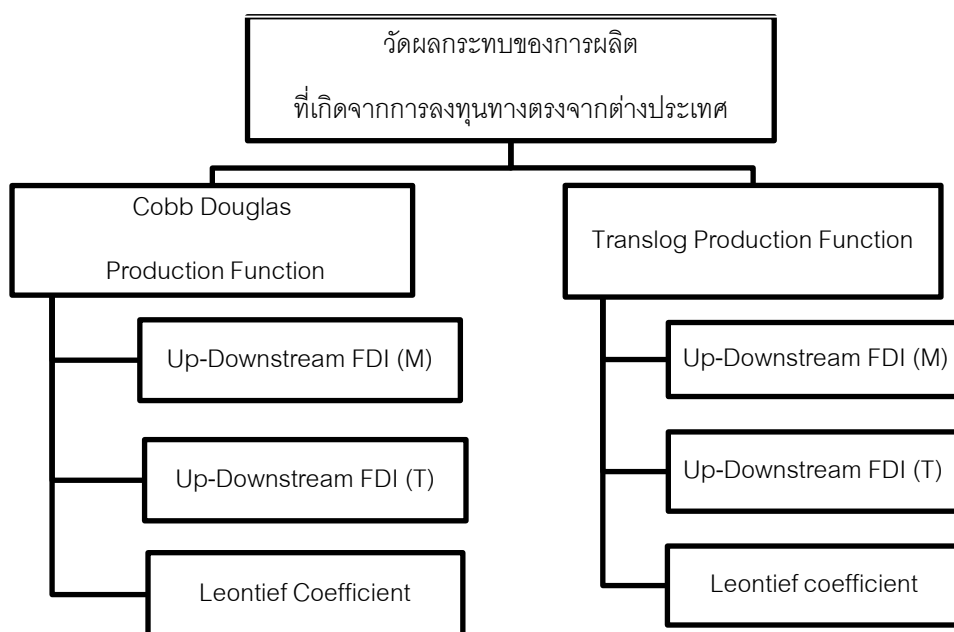 วัดผลกระทบของการผลิต
ที่เกิดจากการลงทุนทางตรงจากต่างประเทศ
Cobb Douglas
Production Function
Up-Downstream FDI (M)
Up-Downstream FDI (T)
Leontief Coefficient
Translog Production Function
Up-Downstream FDI (M)
Up-Downstream FDI (T)
Leontief coefficient